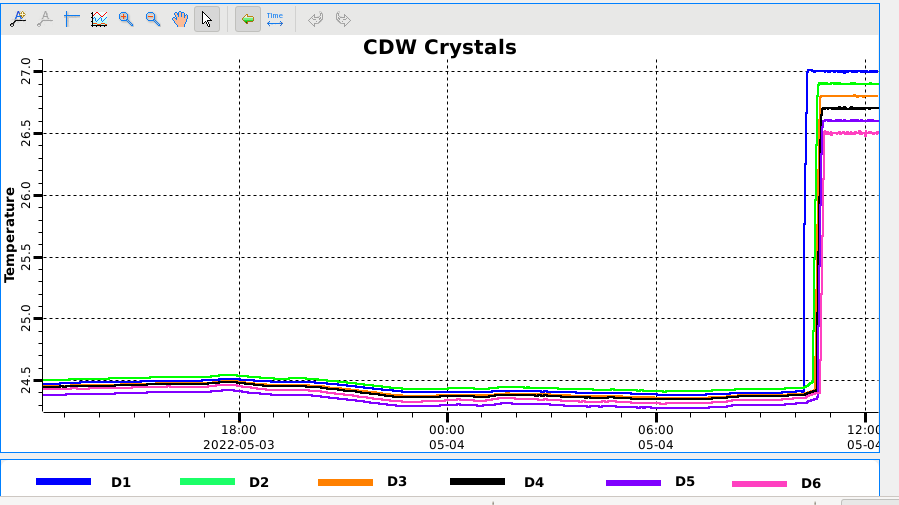 Time
CDW Crystals
Temperature
27.0
26.5
26.0
25.5
25.0
24.5
18:00 00:00 06:00 12:00
2022-05-03 05-04 05-04 05-04
D1 D2 D3 D4 D5 D6